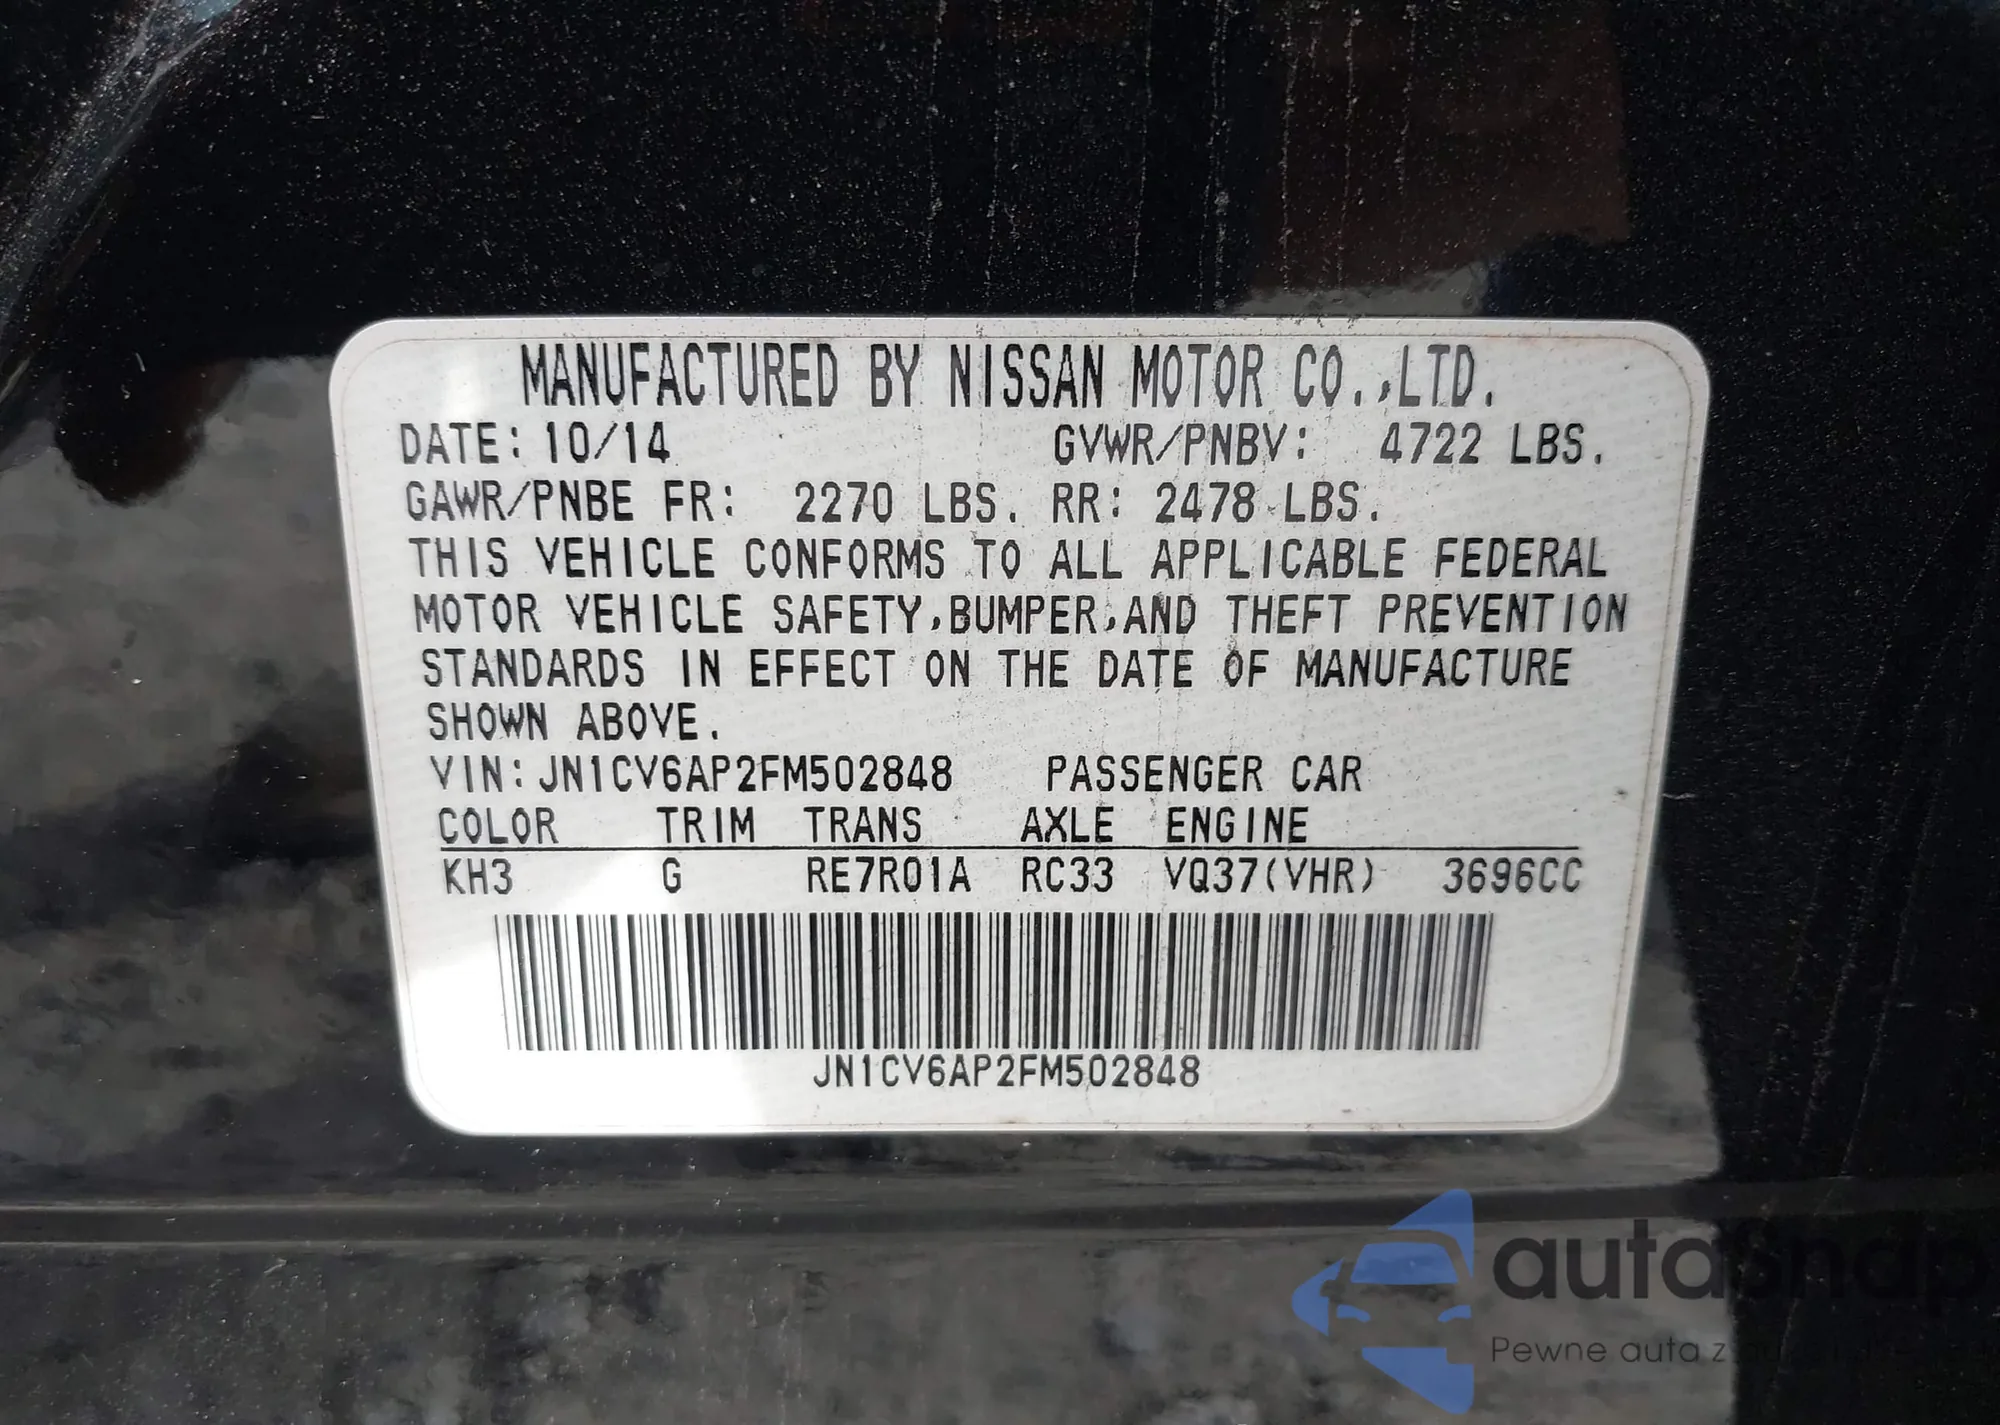 MANUFACTURED BY NISSAN MOTOR CO.,LTD.
DATE: 10/14 GVWR/PNBV: 4722 LBS.
GAWR/PNBE FR: 2270 LBS. RR: 2478 LBS.
THIS VEHICLE CONFORMS TO ALL APPLICABLE FEDERAL
MOTOR VEHICLE SAFETY,BUMPER,AND THEFT PREVENTION
STANDARDS IN EFFECT ON THE DATE OF MANUFACTURE
SHOWN ABOVE.
VIN: JN1CV6AP2FM502848 PASSENGER CAR
COLOR TRIM TRANS AXLE ENGINE
KH3 G RE7R01A RC33 VQ37(VHR) 3696CC
JN1CV6AP2FM502848
autasnap
Pewne auta z